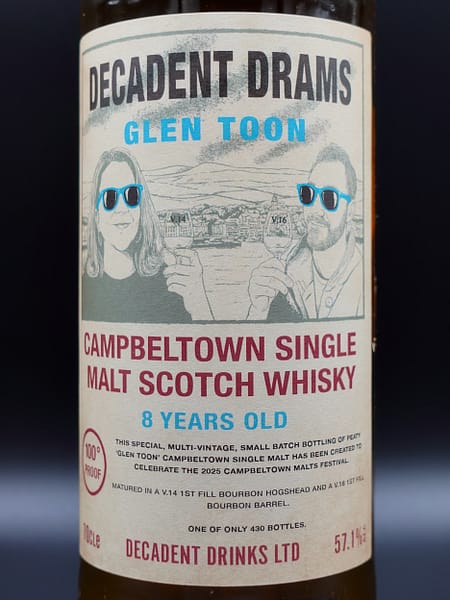 DECADENT DRAMS
GLEN TOON
V.14
V.16
CAMPBELTOWN SINGLE
MALT SCOTCH WHISKY
8 YEARS OLD
THIS SPECIAL, MULTI-VINTAGE, SMALL BATCH BOTTLING OF PEATY
'GLEN TOON' CAMPBELTOWN SINGLE MALT HAS BEEN CREATED TO
CELEBRATE THE 2025 CAMPBELTOWN MALTS FESTIVAL.
100°
PROOF
MATURED IN A V.14 1ST FILL BOURBON HOGSHEAD AND A V.16 1ST FILL
BOURBON BARREL.
ONE OF ONLY 430 BOTTLES.
70CLe
DECADENT DRINKS LTD
57.1%